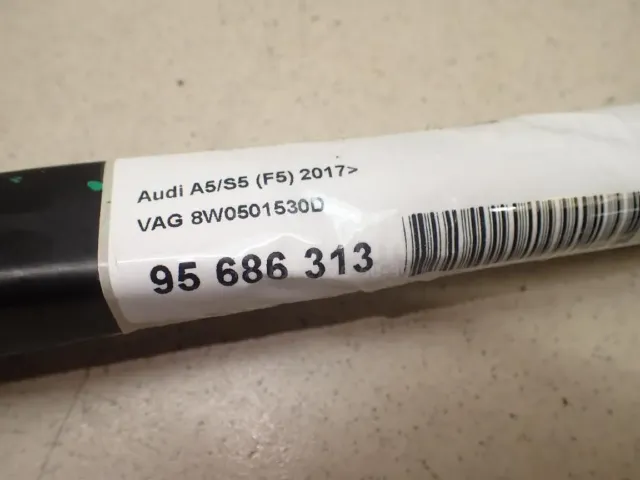 Audi A5/S5 (F5) 2017>
VAG 8W0501530D
95 686 313